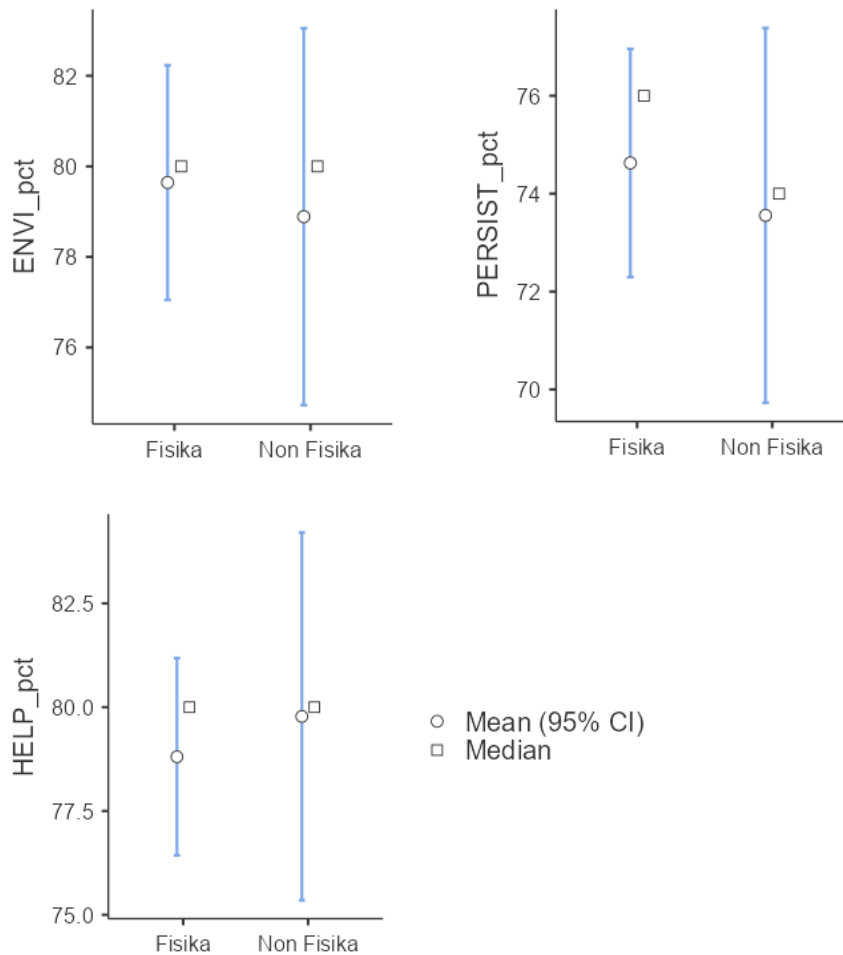 ENVI_pct
82
80
78
76
Fisika Non Fisika
PERSIST_pct
76
74
72
70
Fisika Non Fisika
HELP_pct
82.5
80.0
77.5
75.0
Fisika Non Fisika
Mean (95% CI)
Median